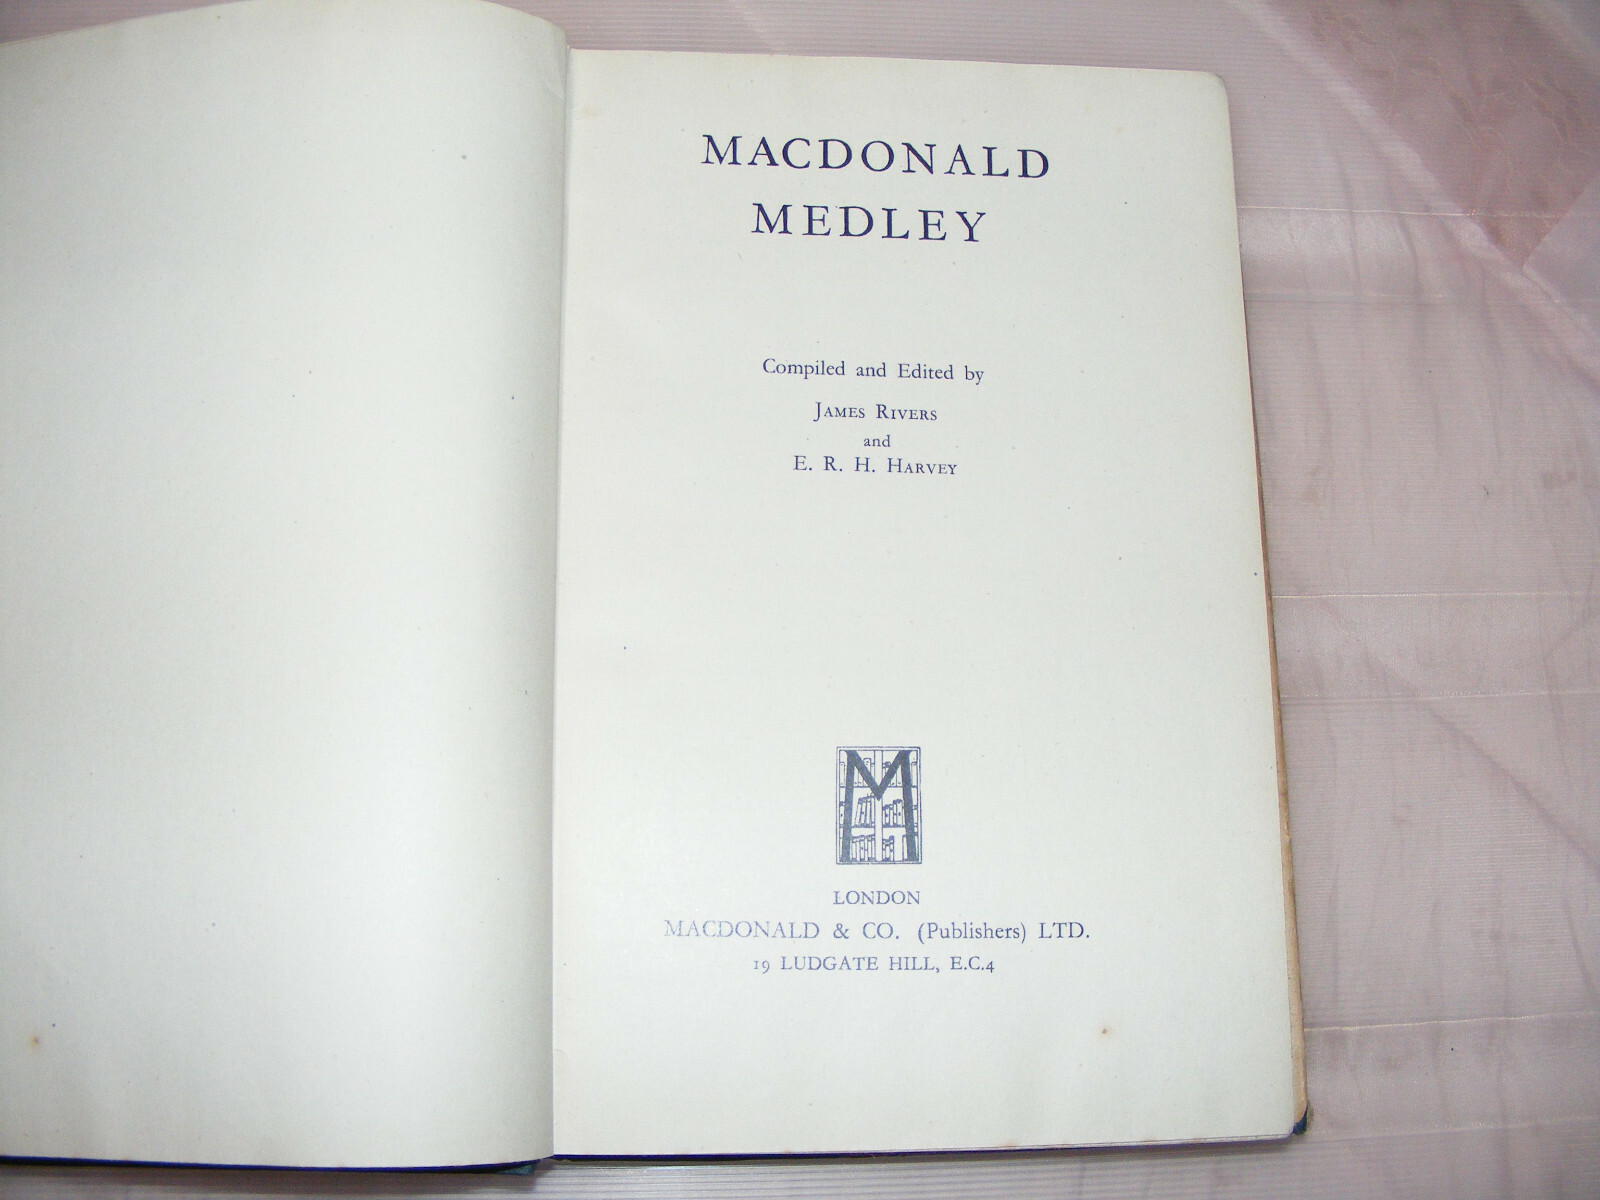 MACDONALD
MEDLEY
Compiled and Edited by
JAMES RIVERS
and
E. R. H. HARVEY
M
LONDON
MACDONALD & CO. (Publishers) LTD.
19 LUDGATE HILL, E.C.4